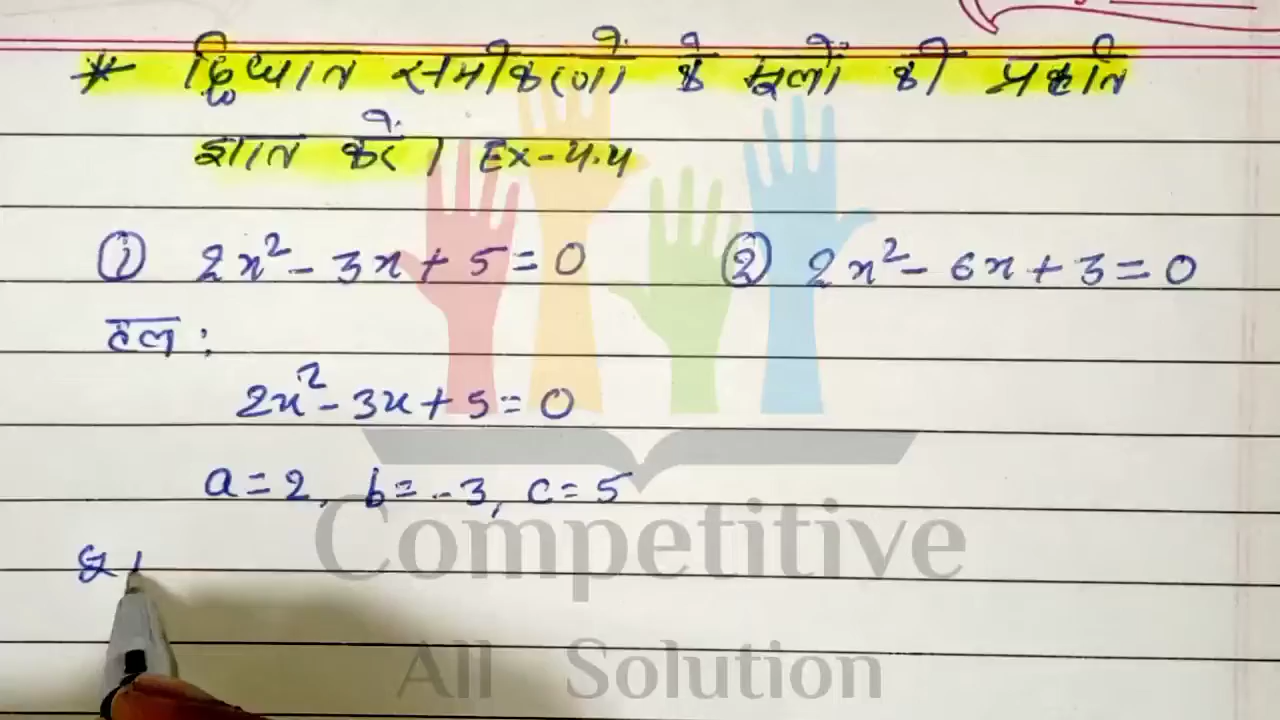 * द्विघात समीकरणों के मूलों की प्रकृति
ज्ञात करें। Ex-4.4
① 2x² - 3x + 5 = 0 ② 2x² - 6x + 3 = 0
हल :
2x² - 3x + 5 = 0
a = 2, b = -3, c = 5
Competitive
All Solution